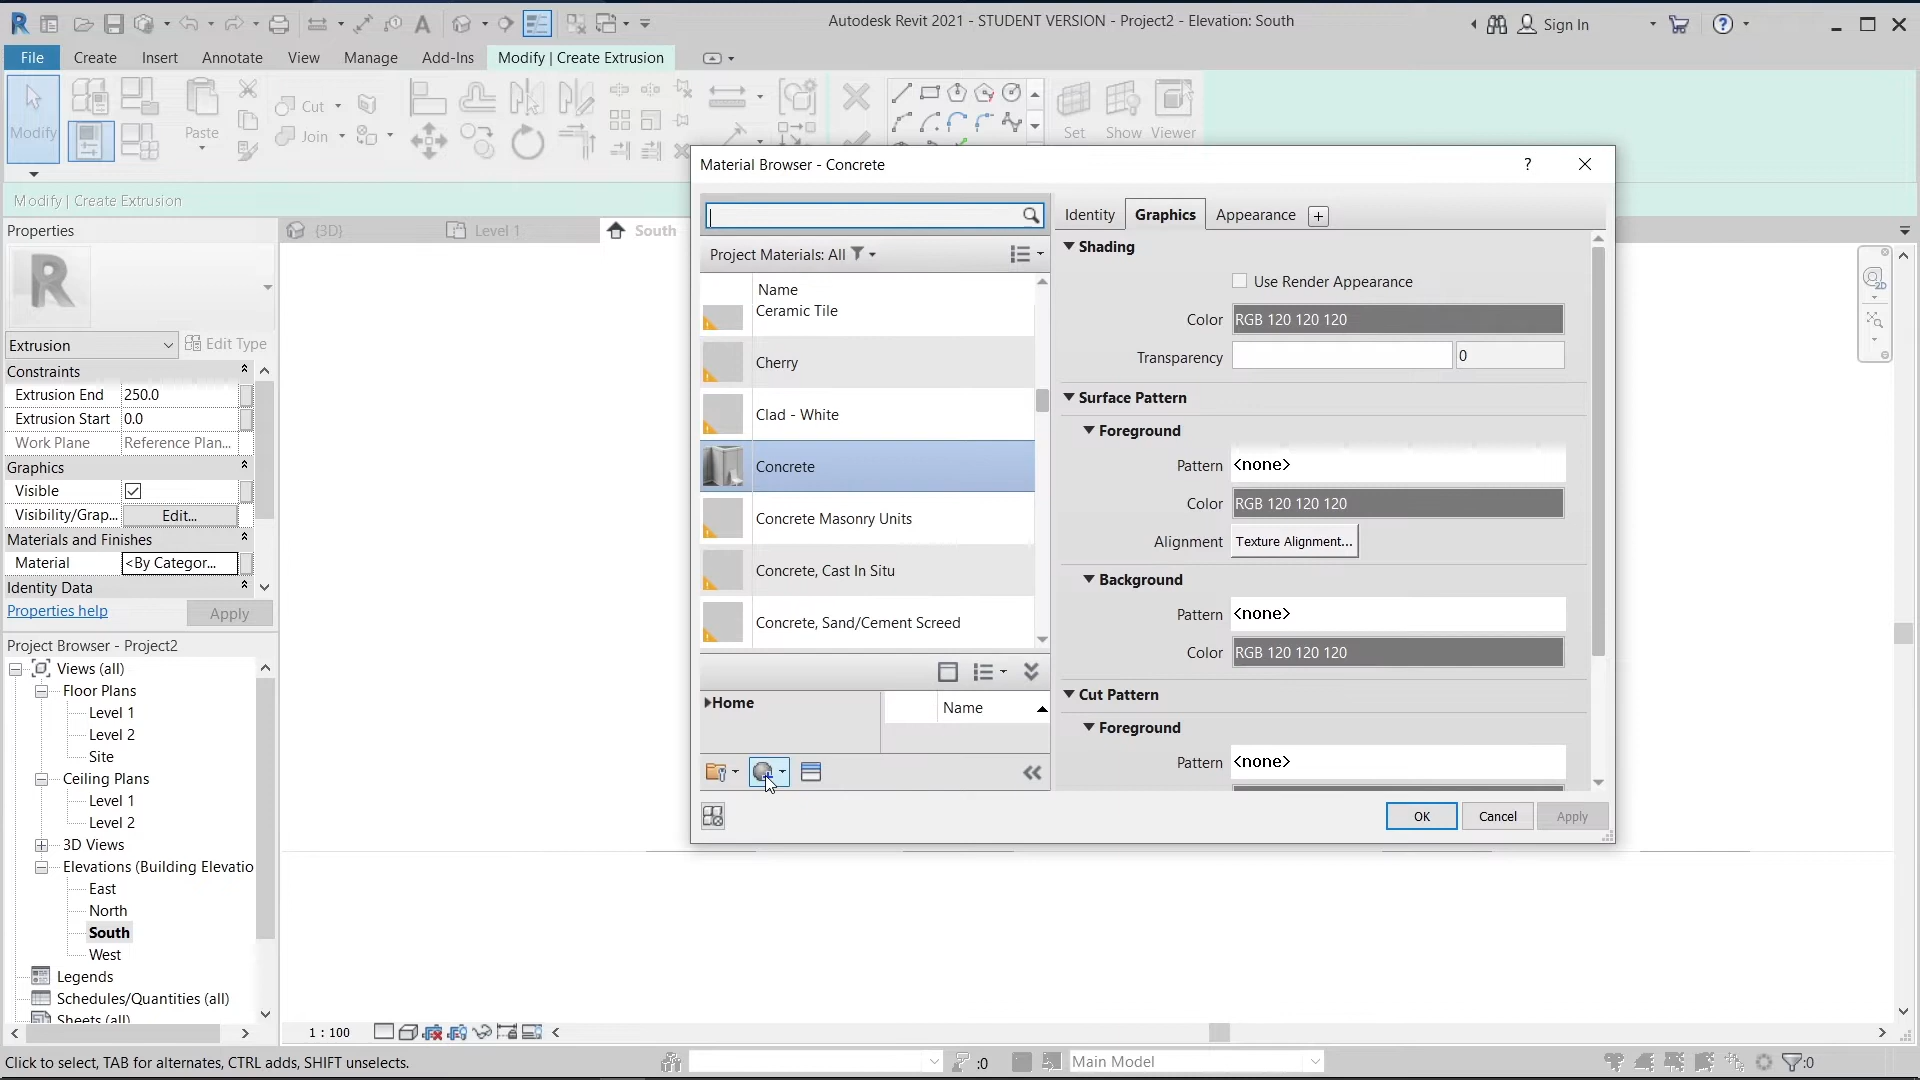 Autodesk Revit 2021 - STUDENT VERSION - Project2 - Elevation: South
Sign In
File Create Insert Annotate View Manage Add-Ins Modify | Create Extrusion
Modify
Paste
Cut
Join
Set Show Viewer
Modify | Create Extrusion
Properties
Extrusion
Edit Type
Constraints
Extrusion End 250.0
Extrusion Start 0.0
Work Plane Reference Plan...
Graphics
Visible
Visibility/Grap... Edit...
Materials and Finishes
Material <By Categor...
Identity Data
Properties help Apply
Project Browser - Project2
Views (all)
Floor Plans
Level 1
Level 2
Site
Ceiling Plans
Level 1
Level 2
3D Views
Elevations (Building Elevatio
East
North
South
West
Legends
Schedules/Quantities (all)
Sheets (all)
{3D} Level 1 South
Material Browser - Concrete
?
Project Materials: All
Name
Ceramic Tile
Cherry
Clad - White
Concrete
Concrete Masonry Units
Concrete, Cast In Situ
Concrete, Sand/Cement Screed
Home
Name
Identity Graphics Appearance
Shading
Use Render Appearance
Color RGB 120 120 120
Transparency 0
Surface Pattern
Foreground
Pattern <none>
Color RGB 120 120 120
Alignment Texture Alignment...
Background
Pattern <none>
Color RGB 120 120 120
Cut Pattern
Foreground
Pattern <none>
OK Cancel Apply
1 : 100
Click to select, TAB for alternates, CTRL adds, SHIFT unselects.
:0
Main Model
:0